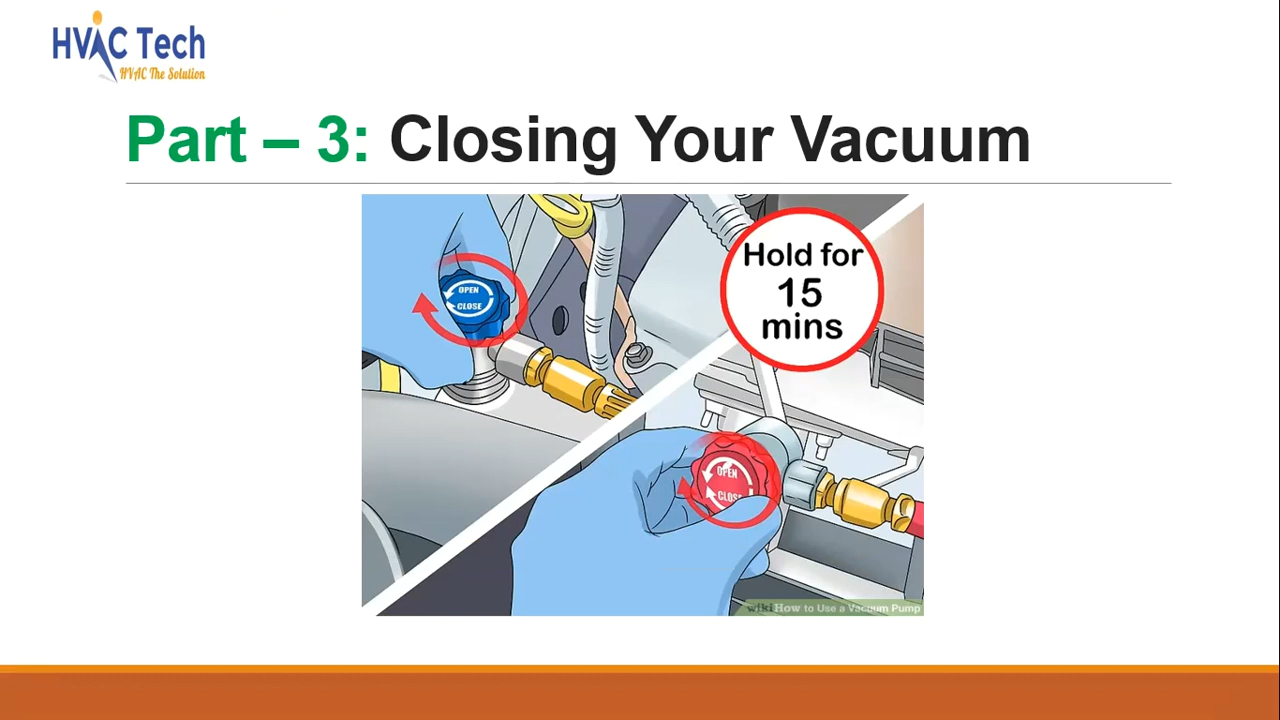 HVAC Tech
HVAC The Solution
Part – 3: Closing Your Vacuum
OPEN
CLOSE
Hold for
15
mins
OPEN
CLOSE
wikiHow to Use a Vacuum Pump